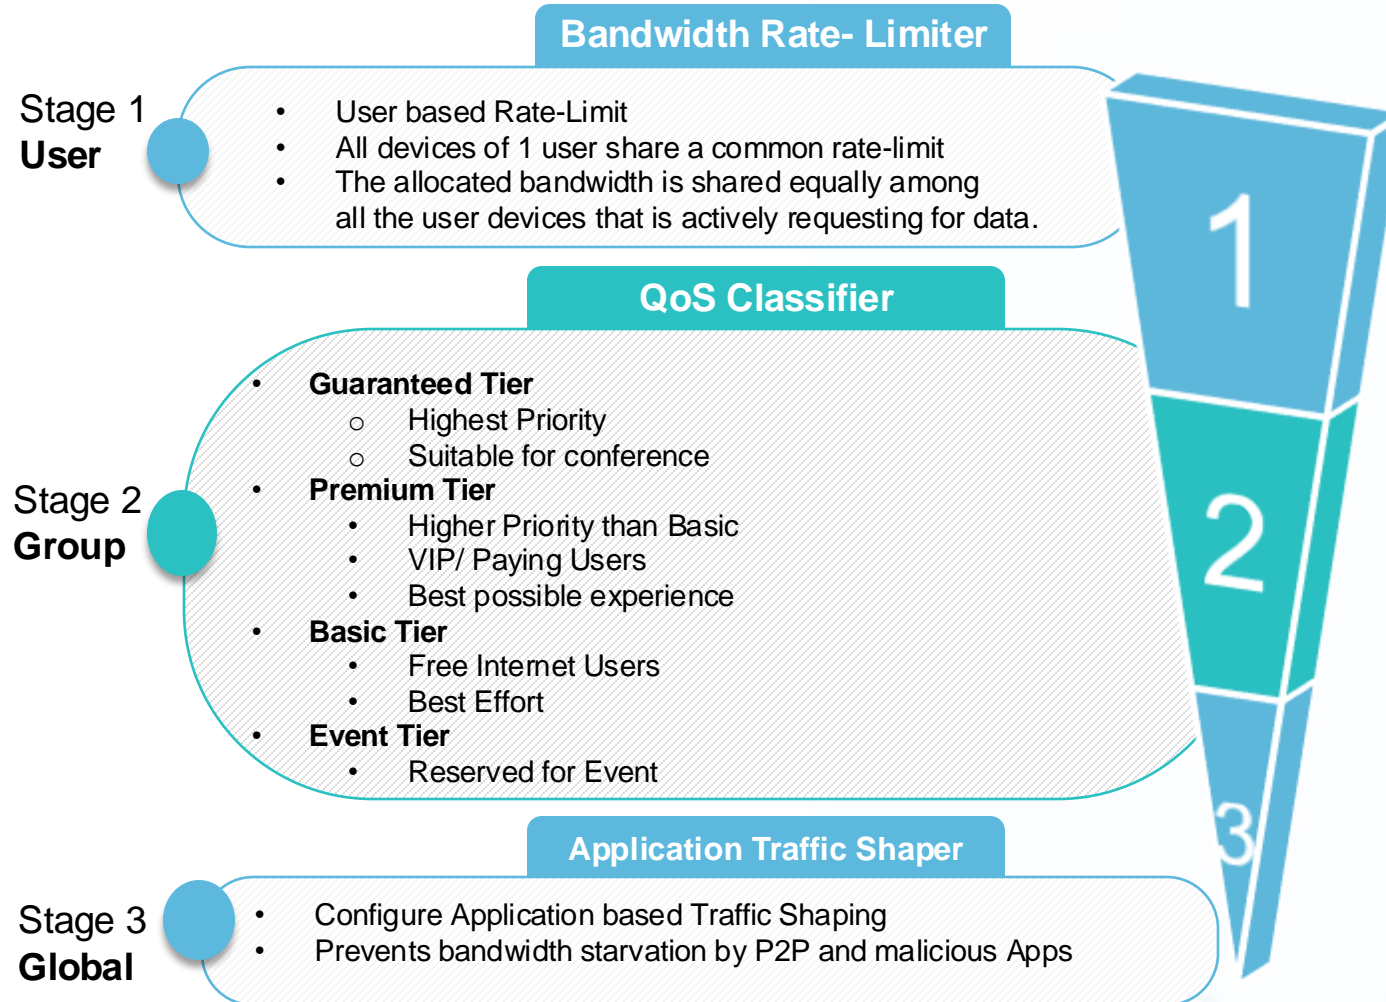 Bandwidth Rate- Limiter
Stage 1
User
• User based Rate-Limit
• All devices of 1 user share a common rate-limit
• The allocated bandwidth is shared equally among
all the user devices that is actively requesting for data.
1
QoS Classifier
Stage 2
Group
• Guaranteed Tier
o Highest Priority
o Suitable for conference
• Premium Tier
• Higher Priority than Basic
• VIP/ Paying Users
• Best possible experience
• Basic Tier
• Free Internet Users
• Best Effort
• Event Tier
• Reserved for Event
2
Application Traffic Shaper
Stage 3
Global
• Configure Application based Traffic Shaping
• Prevents bandwidth starvation by P2P and malicious Apps
3